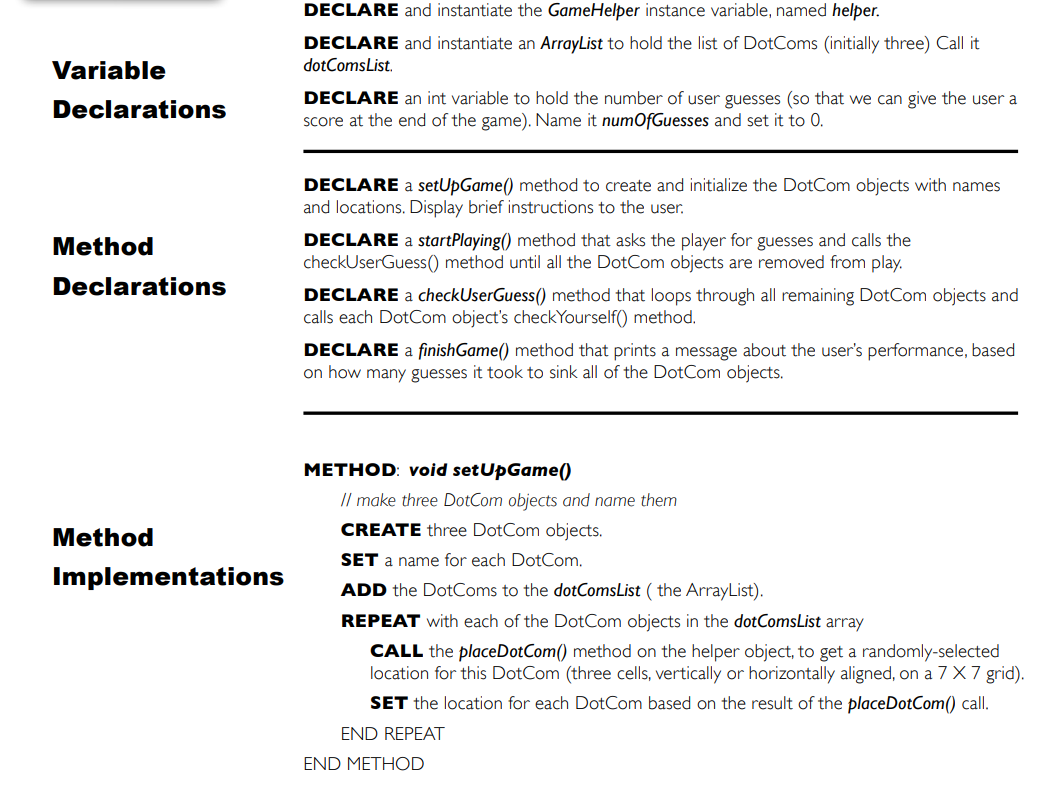 DECLARE and instantiate the GameHelper instance variable, named helper.
DECLARE and instantiate an ArrayList to hold the list of DotComs (initially three) Call it
dotComsList.
DECLARE an int variable to hold the number of user guesses (so that we can give the user a
score at the end of the game). Name it numOfGuesses and set it to 0.
Variable
Declarations
DECLARE a setUpGame() method to create and initialize the DotCom objects with names
and locations. Display brief instructions to the user.
DECLARE a startPlaying() method that asks the player for guesses and calls the
checkUserGuess() method until all the DotCom objects are removed from play.
DECLARE a checkUserGuess() method that loops through all remaining DotCom objects and
calls each DotCom object's checkYourself() method.
DECLARE a finishGame() method that prints a message about the user's performance, based
on how many guesses it took to sink all of the DotCom objects.
Method
Declarations
METHOD: void setUpGame()
// make three DotCom objects and name them
CREATE three DotCom objects.
SET a name for each DotCom.
ADD the DotComs to the dotComsList ( the ArrayList).
REPEAT with each of the DotCom objects in the dotComsList array
CALL the placeDotCom() method on the helper object, to get a randomly-selected
location for this DotCom (three cells, vertically or horizontally aligned, on a 7 X 7 grid).
SET the location for each DotCom based on the result of the placeDotCom() call.
END REPEAT
END METHOD
Method
Implementations